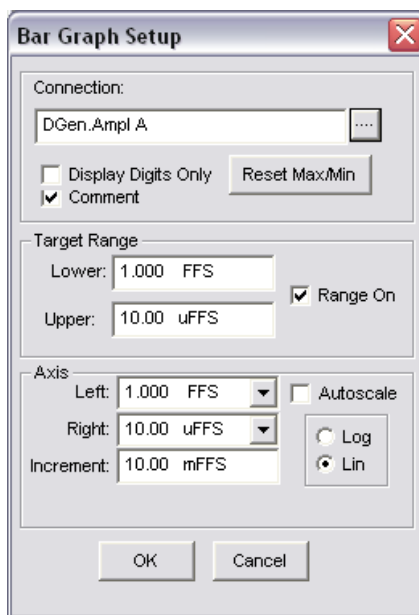 Bar Graph Setup
Connection:
DGen.Ampl A
....
Display Digits Only
Reset Max/Min
Comment
Target Range
Lower: 1.000 FFS
Range On
Upper: 10.00 uFFS
Axis
Left: 1.000 FFS
Autoscale
Right: 10.00 uFFS
Log
Increment: 10.00 mFFS
Lin
OK
Cancel